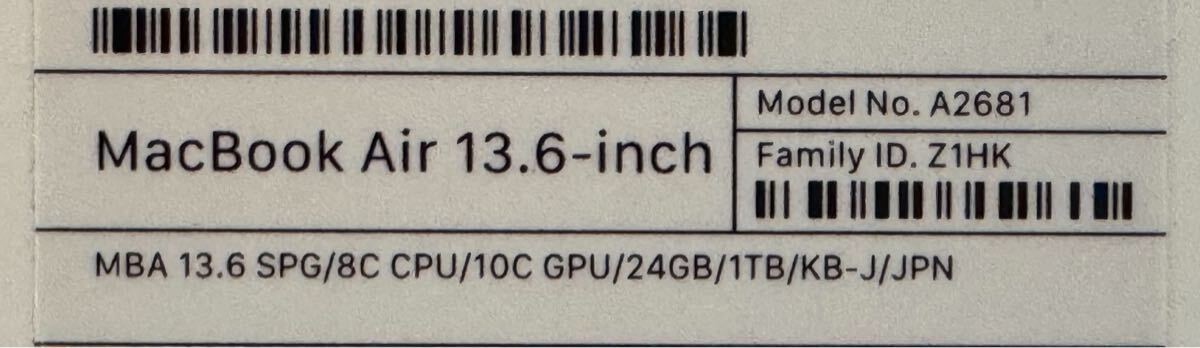 MacBook Air 13.6-inch
Model No. A2681
Family ID. Z1HK
MBA 13.6 SPG/8C CPU/10C GPU/24GB/1TB/KB-J/JPN